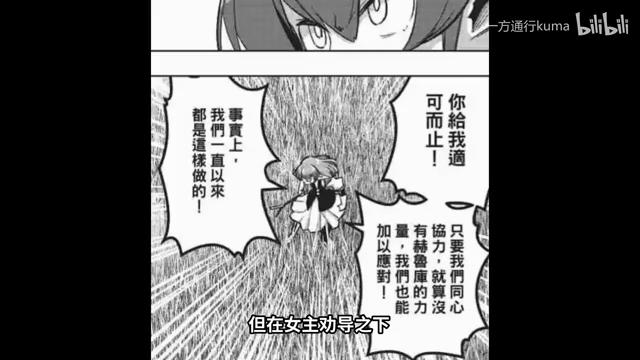 一方通行kuma
bilibili
你給我適
可而止！
只要我們同心
協力，就算沒
有赫魯庫的力
量，我們也能
加以應對！
事實上，
我們一直以來
都是這樣做的！
但在女主劝导之下